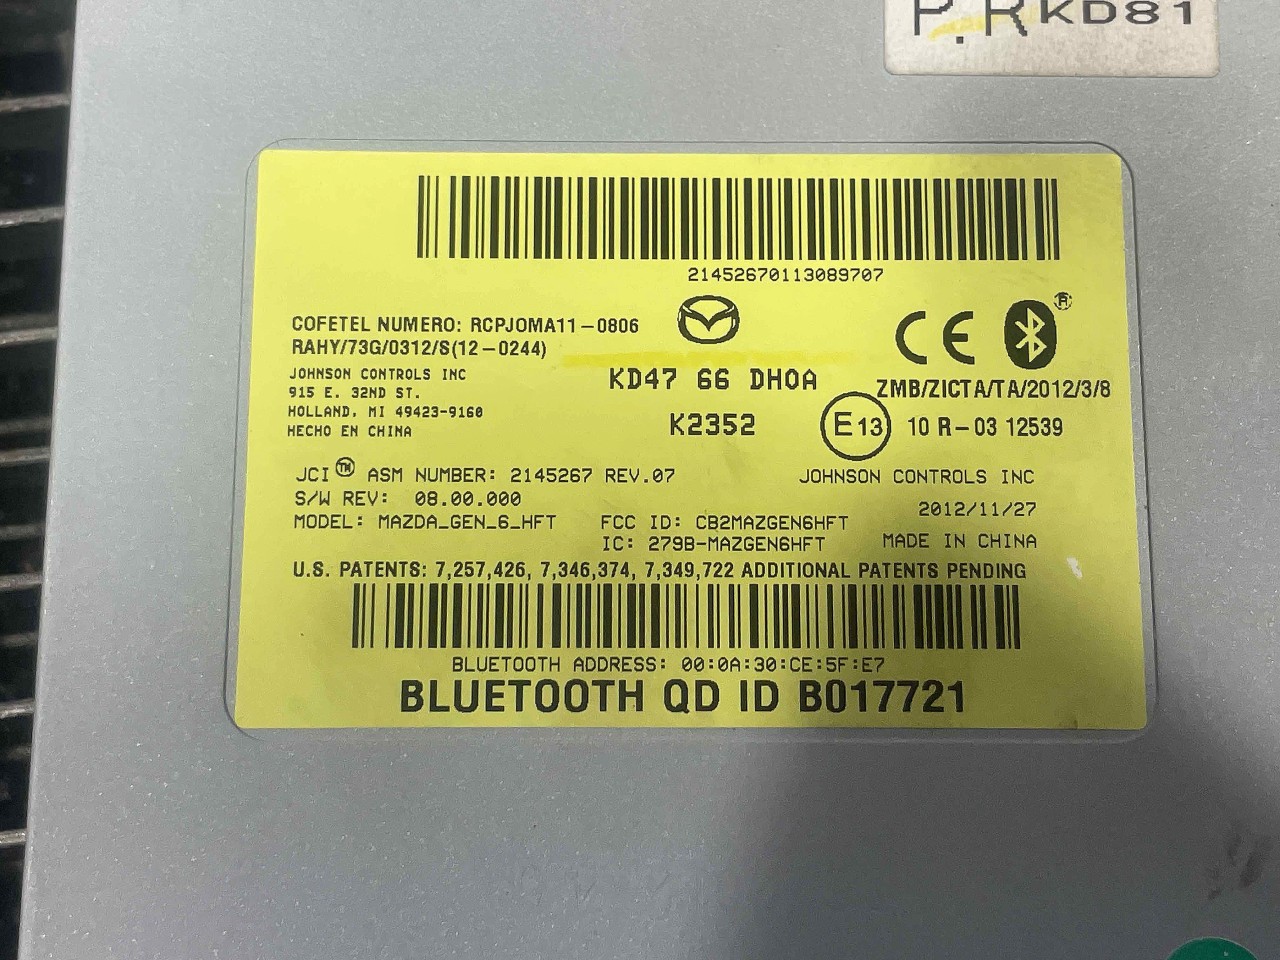 P.R KD81
21452670113089707
COFETEL NUMERO: RCPJOMA11-0806
RAHY/73G/0312/S(12-0244)
JOHNSON CONTROLS INC
915 E. 32ND ST.
HOLLAND, MI 49423-9160
HECHO EN CHINA
KD47 66 DH0A
K2352
CE
ZMB/ZICTA/TA/2012/3/8
E13 10 R-03 12539
JCI™ ASM NUMBER: 2145267 REV.07
S/W REV: 08.00.000
MODEL: MAZDA_GEN_6_HFT
FCC ID: CB2MAZGEN6HFT
IC: 279B-MAZGEN6HFT
JOHNSON CONTROLS INC
2012/11/27
MADE IN CHINA
U.S. PATENTS: 7,257,426, 7,346,374, 7,349,722 ADDITIONAL PATENTS PENDING
BLUETOOTH ADDRESS: 00:0A:30:CE:5F:E7
BLUETOOTH QD ID B017721